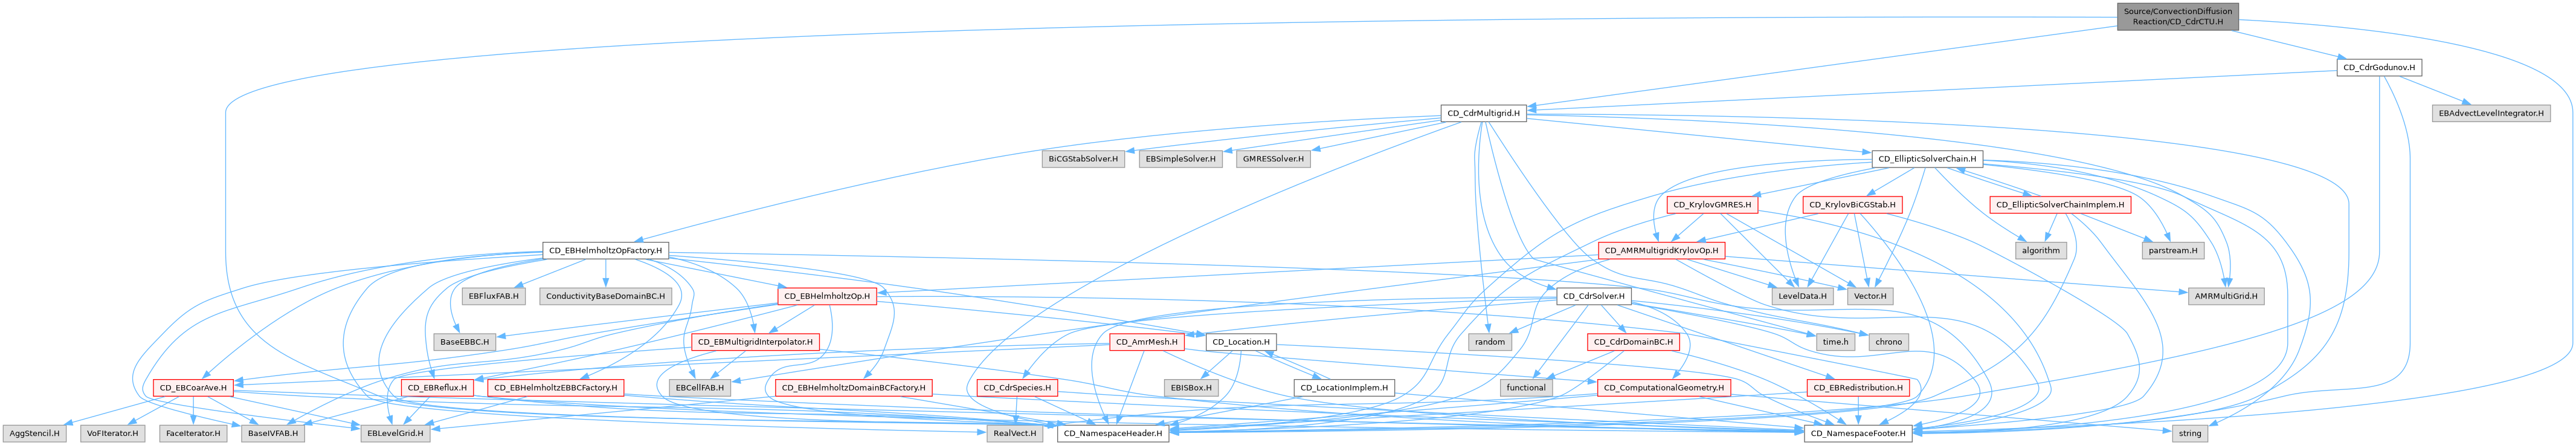 Source/ConvectionDiffusion
Reaction/CD_CdrCTU.H
CD_CdrGodunov.H
CD_CdrMultigrid.H
EBAdvectLevelIntegrator.H
BiCGStabSolver.H
EBSimpleSolver.H
GMRESSolver.H
CD_EllipticSolverChain.H
CD_KrylovGMRES.H
CD_KrylovBiCGStab.H
CD_EllipticSolverChainImplem.H
CD_EBHelmholtzOpFactory.H
CD_AMRMultigridKrylovOp.H
algorithm
parstream.H
EBFluxFAB.H
ConductivityBaseDomainBC.H
CD_EBHelmholtzOp.H
CD_CdrSolver.H
LevelData.H
Vector.H
AMRMultiGrid.H
BaseEBBC.H
CD_EBMultigridInterpolator.H
CD_AmrMesh.H
CD_Location.H
random
CD_CdrDomainBC.H
time.h
chrono
CD_EBCoarAve.H
CD_EBReflux.H
CD_EBHelmholtzEBBCFactory.H
EBCellFAB.H
CD_EBHelmholtzDomainBCFactory.H
CD_CdrSpecies.H
EBISBox.H
CD_LocationImplem.H
functional
CD_ComputationalGeometry.H
CD_EBRedistribution.H
AggStencil.H
VoFIterator.H
FaceIterator.H
BaseIVFAB.H
EBLevelGrid.H
RealVect.H
CD_NamespaceHeader.H
CD_NamespaceFooter.H
string